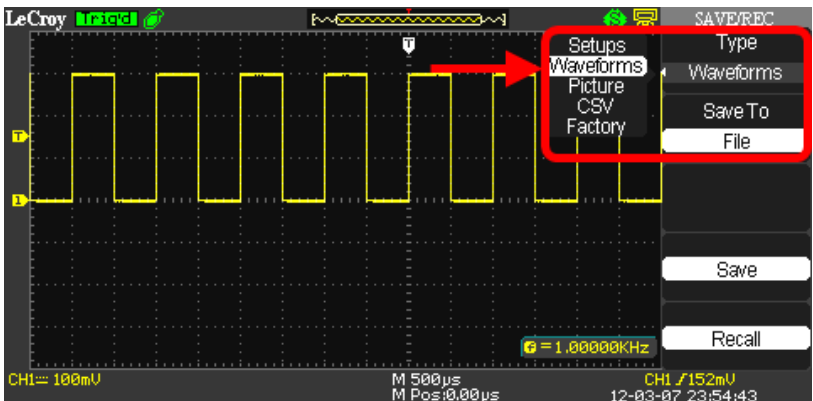 LeCroy Trig'd SAVE/REC
T
Setups
Waveforms
Picture
CSV
Factory
Type
Waveforms
Save To
File
T
1
Save
Recall
f = 1.00000KHz
CH1 100mV M 500µs CH1 152mV
M Pos:0.00µs 12-03-07 23:54:43